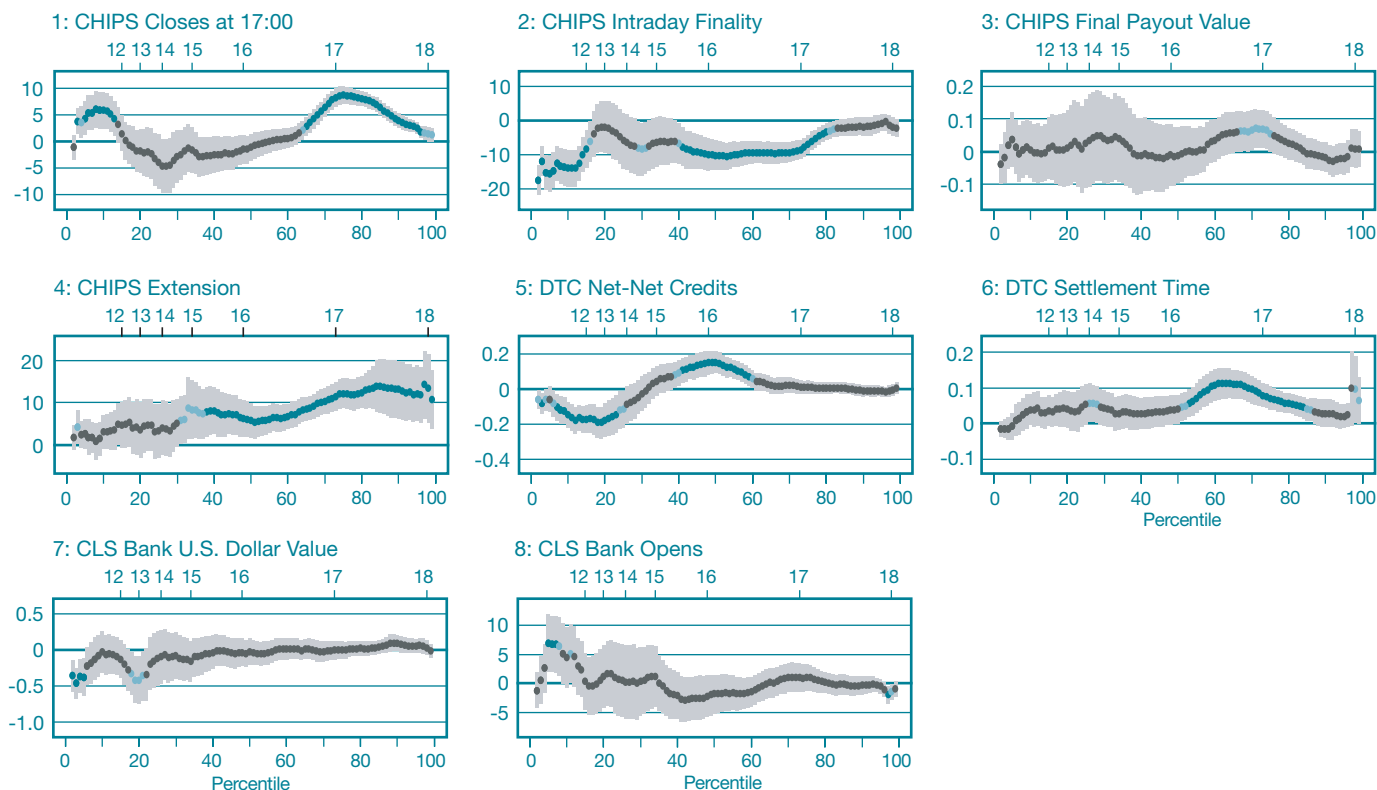 1: CHIPS Closes at 17:00
12 13 14 15 16 17 18
10
5
0
-5
-10
0 20 40 60 80 100
2: CHIPS Intraday Finality
12 13 14 15 16 17 18
10
0
-10
-20
0 20 40 60 80 100
3: CHIPS Final Payout Value
12 13 14 15 16 17 18
0.2
0.1
0
-0.1
0 20 40 60 80 100
4: CHIPS Extension
12 13 14 15 16 17 18
20
10
0
0 20 40 60 80 100
5: DTC Net-Net Credits
12 13 14 15 16 17 18
0.2
0
-0.2
-0.4
0 20 40 60 80 100
6: DTC Settlement Time
12 13 14 15 16 17 18
0.2
0.1
0
-0.1
0 20 40 60 80 100
Percentile
7: CLS Bank U.S. Dollar Value
12 13 14 15 16 17 18
0.5
0
-0.5
-1.0
0 20 40 60 80 100
Percentile
8: CLS Bank Opens
12 13 14 15 16 17 18
10
5
0
-5
0 20 40 60 80 100
Percentile